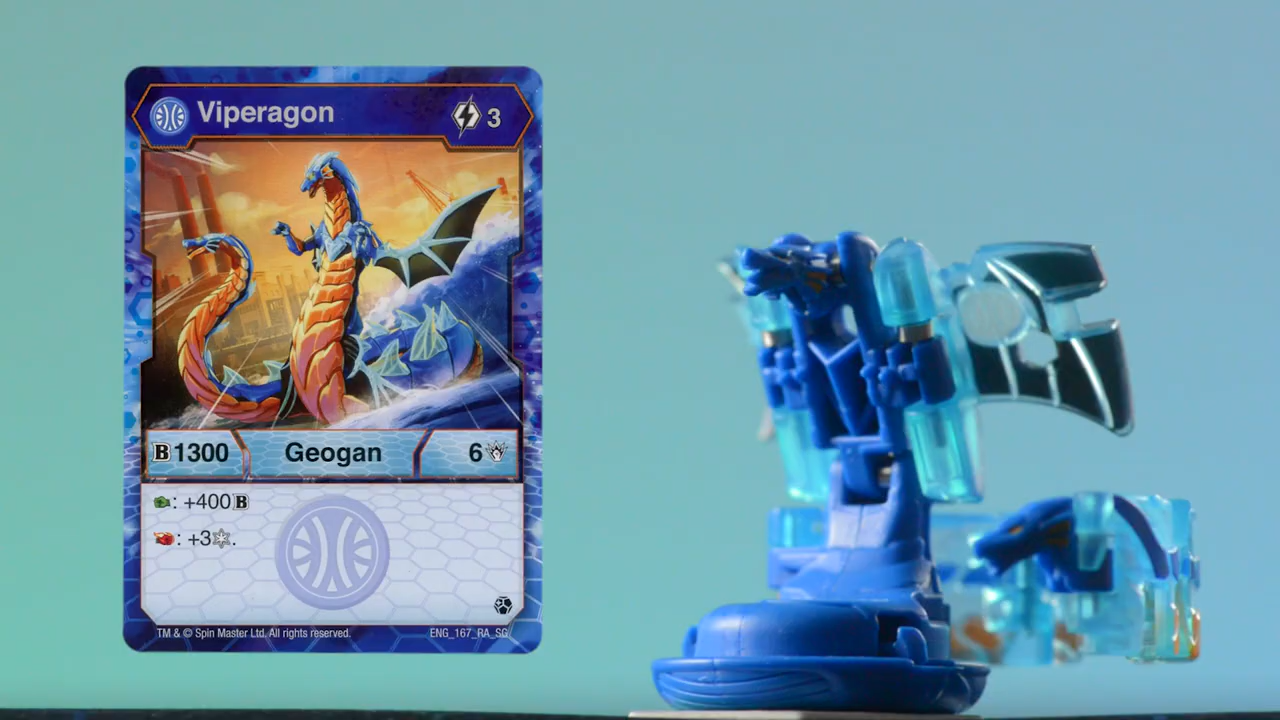 Viperagon
3
B 1300
Geogan
6
: +400 B
: +3 .
TM & © Spin Master Ltd. All rights reserved.
ENG_167_RA_SG